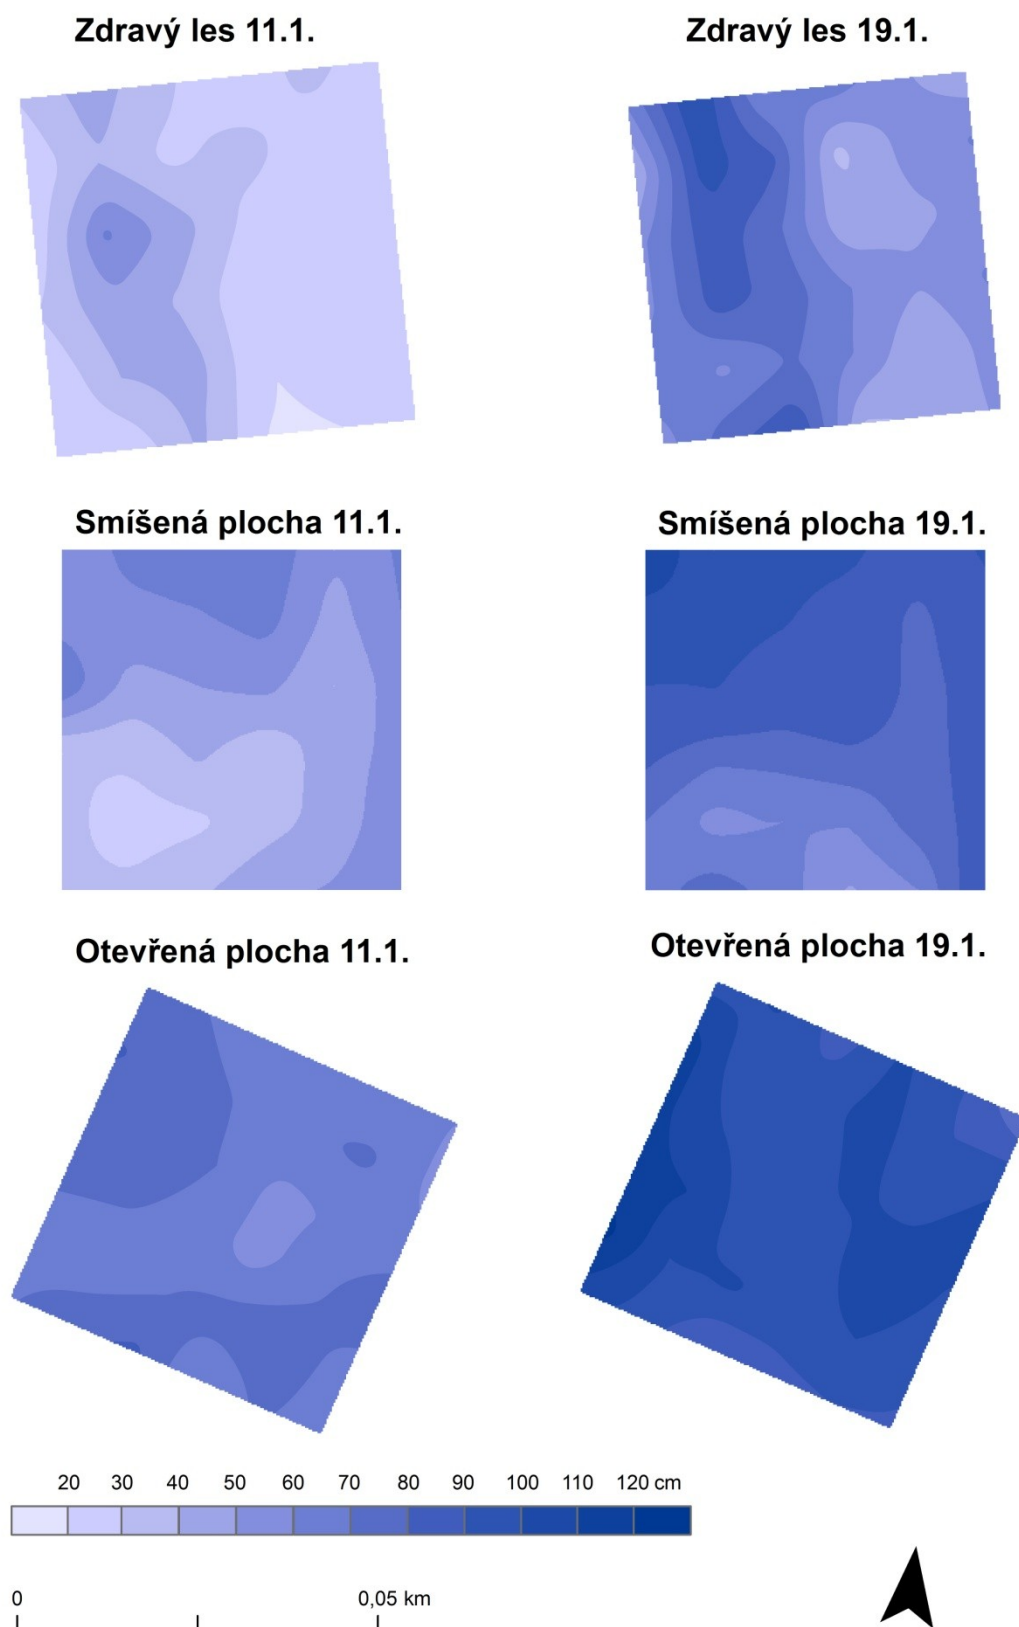 Zdravý les 11.1. Zdravý les 19.1.
Smíšená plocha 11.1. Smíšená plocha 19.1.
Otevřená plocha 11.1. Otevřená plocha 19.1.
20 30 40 50 60 70 80 90 100 110 120 cm
0 0,05 km